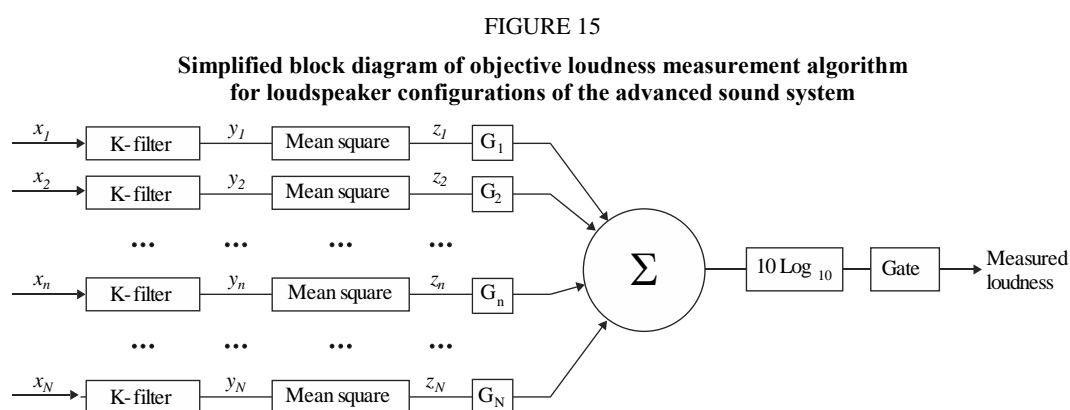 FIGURE 15
Simplified block diagram of objective loudness measurement algorithm
for loudspeaker configurations of the advanced sound system
x1 K-filter y1 Mean square z1 G1
x2 K-filter y2 Mean square z2 G2
... ... ... ...
Σ 10 Log 10 Gate Measured
loudness
xn K-filter yn Mean square zn Gn
... ... ... ...
xN K-filter yN Mean square zN GN